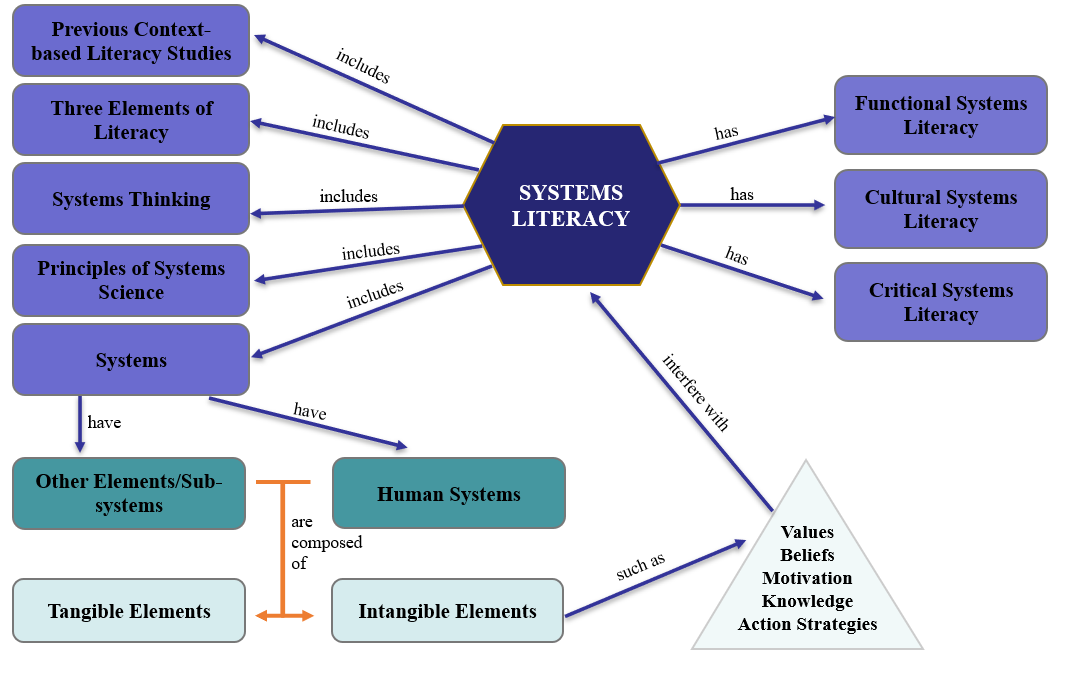 Previous Context-
based Literacy Studies
Three Elements of
Literacy
Systems Thinking
Principles of Systems
Science
Systems
includes
includes
includes
includes
includes
SYSTEMS
LITERACY
has
has
has
Functional Systems
Literacy
Cultural Systems
Literacy
Critical Systems
Literacy
have
have
interfere with
Other Elements/Sub-
systems
Human Systems
are
composed
of
Tangible Elements
Intangible Elements
such as
Values
Beliefs
Motivation
Knowledge
Action Strategies